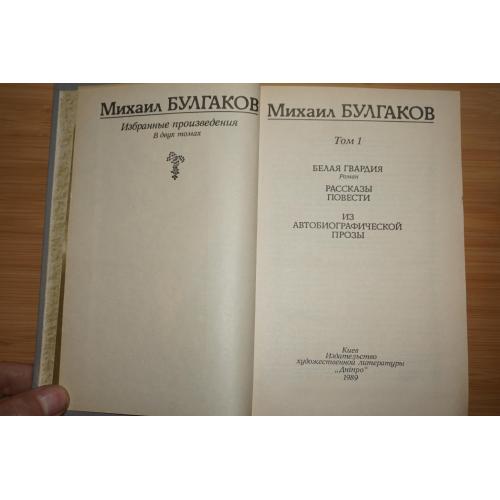 Михаил БУЛГАКОВ
Избранные произведения
В двух томах
Михаил БУЛГАКОВ
Том 1
БЕЛАЯ ГВАРДИЯ
Роман
РАССКАЗЫ
ПОВЕСТИ
ИЗ
АВТОБИОГРАФИЧЕСКОЙ
ПРОЗЫ
Киев
Издательство
художественной литературы
„Дніпро"
1989